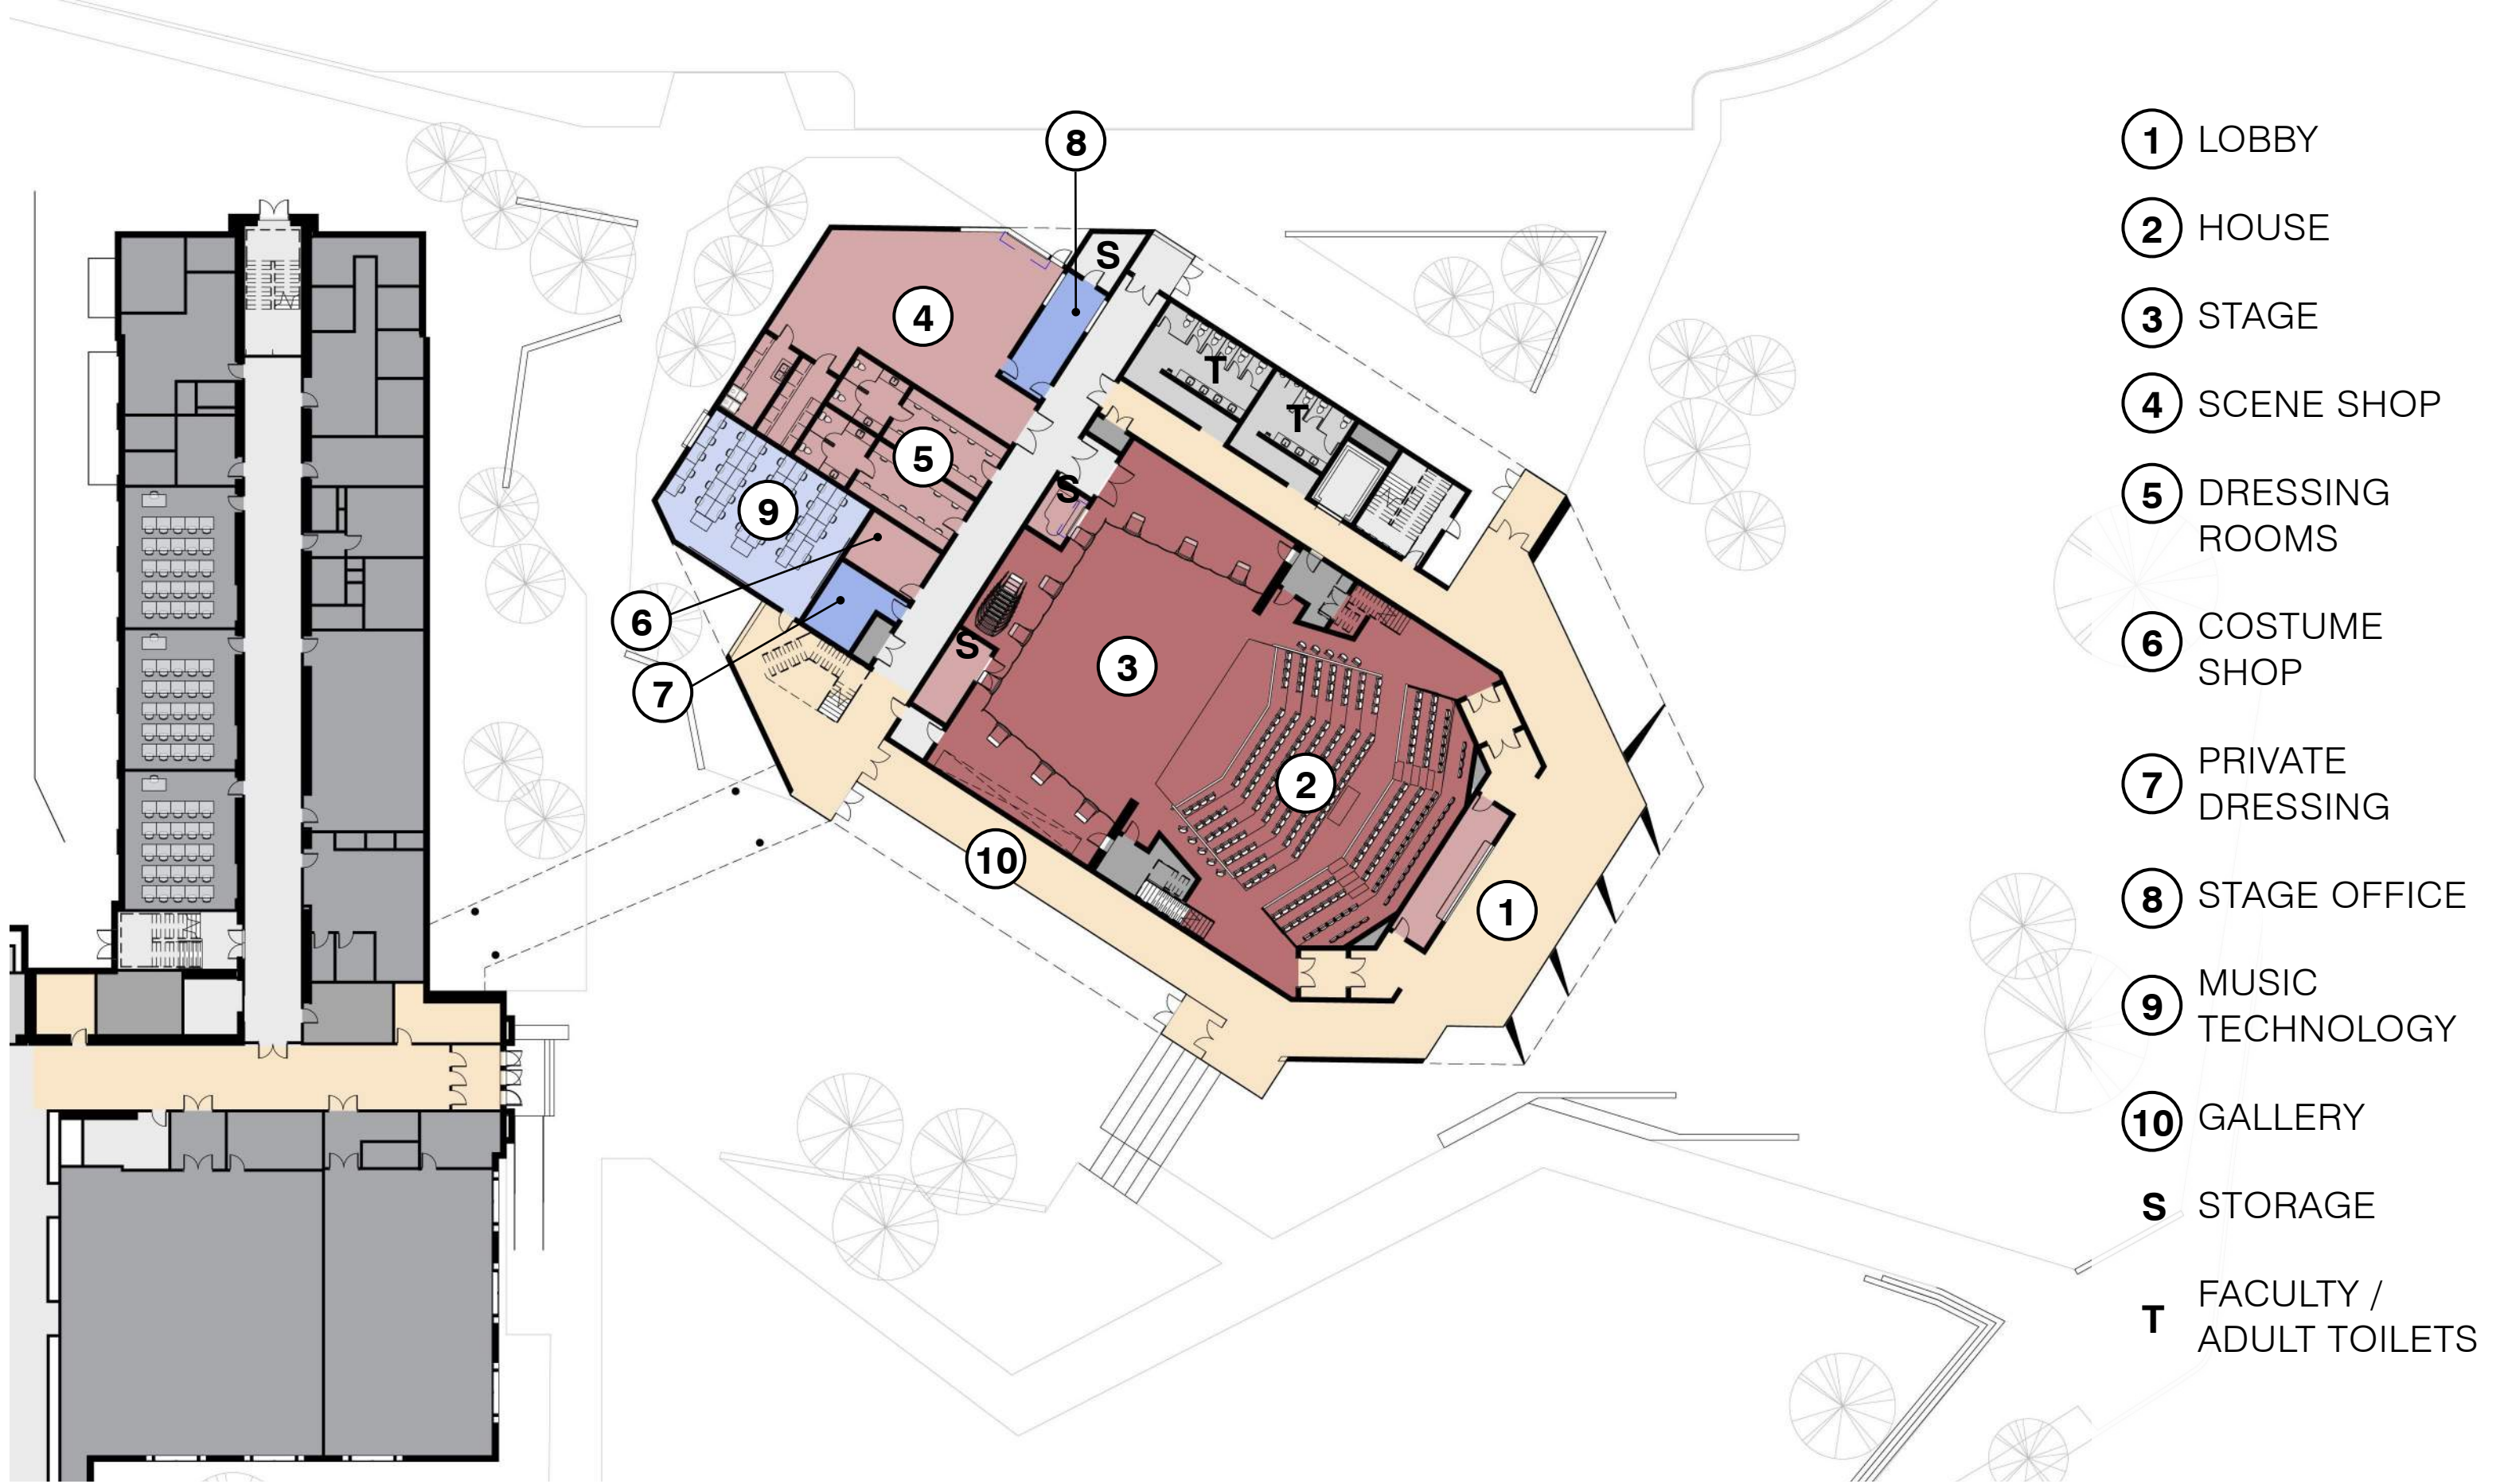 8
S
4
T
T
5
S
9
6
S
3
7
2
10
1
1 LOBBY
2 HOUSE
3 STAGE
4 SCENE SHOP
5 DRESSING
ROOMS
6 COSTUME
SHOP
7 PRIVATE
DRESSING
8 STAGE OFFICE
9 MUSIC
TECHNOLOGY
10 GALLERY
S STORAGE
T FACULTY /
ADULT TOILETS